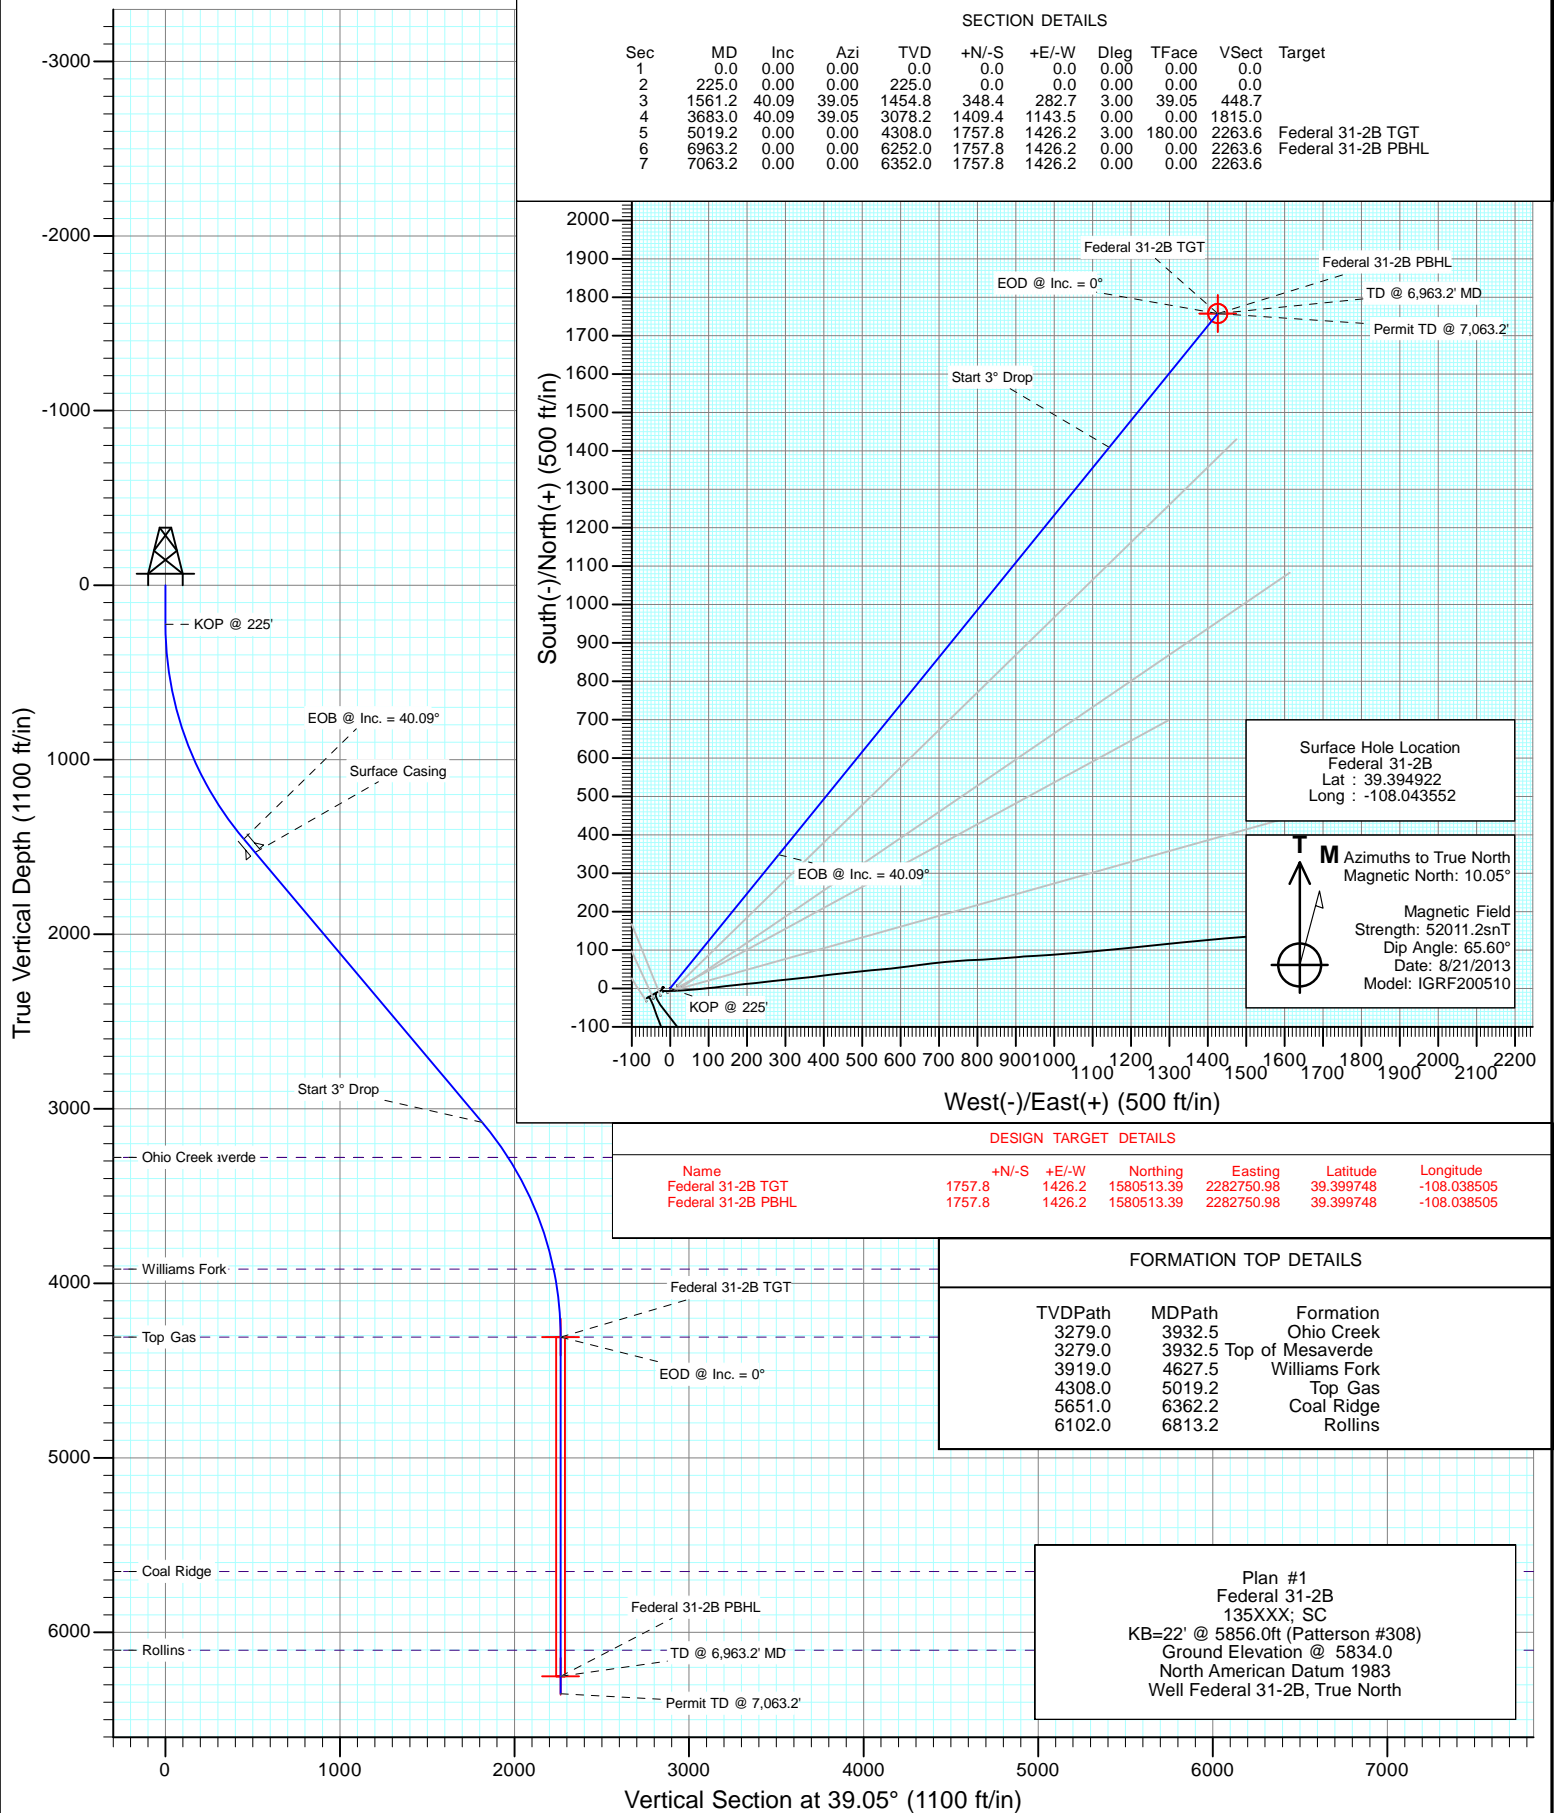 SECTION DETAILS
Sec MD Inc Azi TVD +N/-S +E/-W Dleg TFace VSect Target
1 0.0 0.00 0.00 0.0 0.0 0.0 0.00 0.00 0.0
2 225.0 0.00 0.00 225.0 0.0 0.0 0.00 0.00 0.0
3 1561.2 40.09 39.05 1454.8 348.4 282.7 3.00 39.05 448.7
4 3683.0 40.09 39.05 3078.2 1409.4 1143.5 0.00 0.00 1815.0
5 5019.2 0.00 0.00 4308.0 1757.8 1426.2 3.00 180.00 2263.6 Federal 31-2B TGT
6 6963.2 0.00 0.00 6252.0 1757.8 1426.2 0.00 0.00 2263.6 Federal 31-2B PBHL
7 7063.2 0.00 0.00 6352.0 1757.8 1426.2 0.00 0.00 2263.6
True Vertical Depth (1100 ft/in)
-3000
-2000
-1000
0
1000
2000
3000
4000
5000
6000
KOP @ 225'
EOB @ Inc. = 40.09°
Surface Casing
Start 3° Drop
Ohio Creek
Williams Fork
Top Gas
Coal Ridge
Rollins
Federal 31-2B TGT
EOD @ Inc. = 0°
Federal 31-2B PBHL
TD @ 6,963.2' MD
Permit TD @ 7,063.2'
0 1000 2000 3000 4000 5000 6000 7000
Vertical Section at 39.05° (1100 ft/in)
South(-)/North(+) (500 ft/in)
2000
1900
1800
1700
1600
1500
1400
1300
1200
1100
1000
900
800
700
600
500
400
300
200
100
0
-100
Federal 31-2B TGT
EOD @ Inc. = 0°
Federal 31-2B PBHL
TD @ 6,963.2' MD
Permit TD @ 7,063.2'
Start 3° Drop
EOB @ Inc. = 40.09°
KOP @ 225'
-100 0 100 200 300 400 500 600 700 800 900 1000 1100 1200 1300 1400 1500 1600 1700 1800 1900 2000 2100 2200
West(-)/East(+) (500 ft/in)
Surface Hole Location
Federal 31-2B
Lat : 39.394922
Long : -108.043552
T
M
Azimuths to True North
Magnetic North: 10.05°
Magnetic Field
Strength: 52011.2snT
Dip Angle: 65.60°
Date: 8/21/2013
Model: IGRF200510
DESIGN TARGET DETAILS
Name +N/-S +E/-W Northing Easting Latitude Longitude
Federal 31-2B TGT 1757.8 1426.2 1580513.39 2282750.98 39.399748 -108.038505
Federal 31-2B PBHL 1757.8 1426.2 1580513.39 2282750.98 39.399748 -108.038505
FORMATION TOP DETAILS
TVDPath MDPath Formation
3279.0 3932.5 Ohio Creek
3279.0 3932.5 Top of Mesaverde
3919.0 4627.5 Williams Fork
4308.0 5019.2 Top Gas
5651.0 6362.2 Coal Ridge
6102.0 6813.2 Rollins
Plan #1
Federal 31-2B
135XXX; SC
KB=22' @ 5856.0ft (Patterson #308)
Ground Elevation @ 5834.0
North American Datum 1983
Well Federal 31-2B, True North